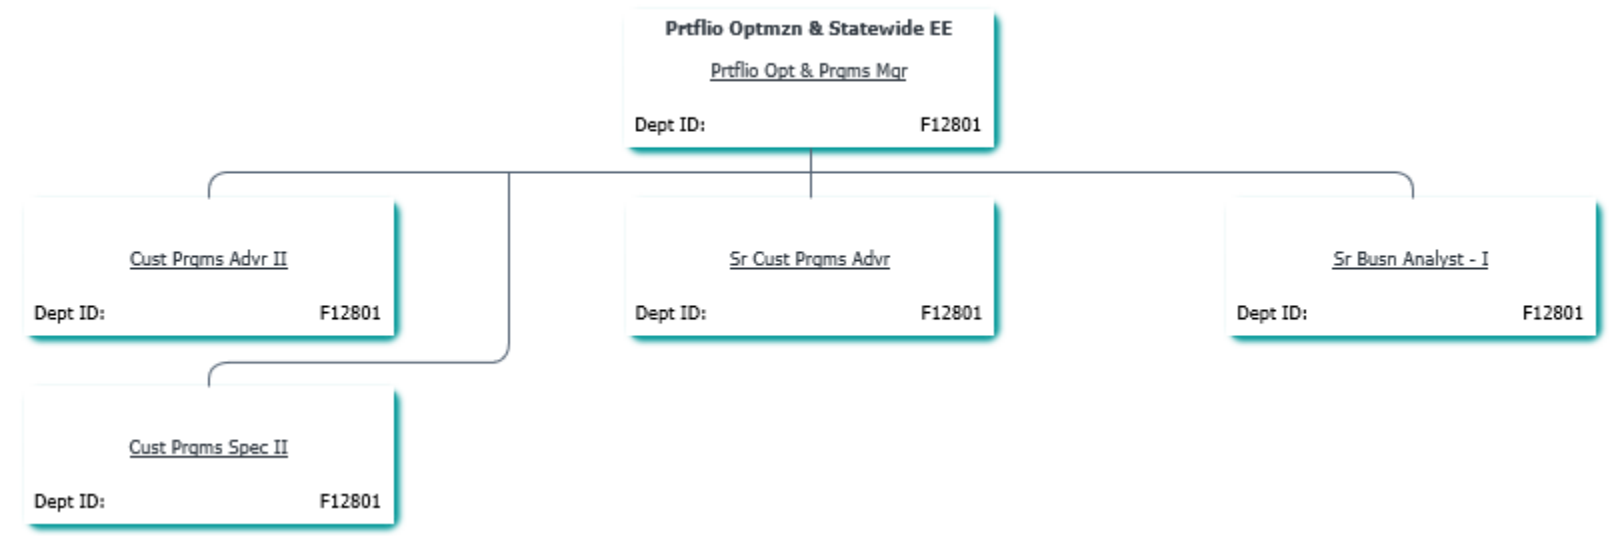 Prtflio Optmzn & Statewide EE
Prtflio Opt & Prgms Mgr
Dept ID: F12801
Cust Prgms Advr II
Dept ID: F12801
Sr Cust Prgms Advr
Dept ID: F12801
Sr Busn Analyst - I
Dept ID: F12801
Cust Prgms Spec II
Dept ID: F12801